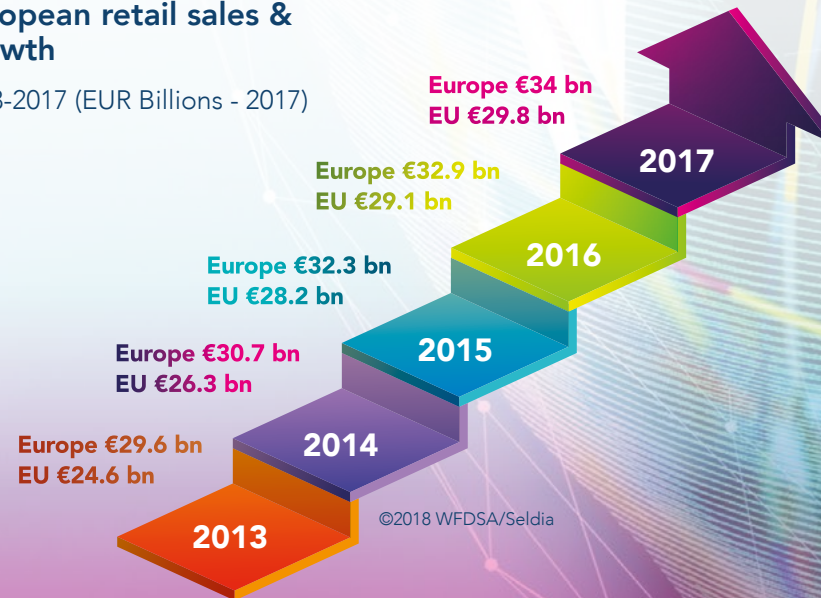 opean retail sales &
wth
3-2017 (EUR Billions - 2017)
Europe €34 bn
EU €29.8 bn
2017
Europe €32.9 bn
EU €29.1 bn
2016
Europe €32.3 bn
EU €28.2 bn
2015
Europe €30.7 bn
EU €26.3 bn
2014
Europe €29.6 bn
EU €24.6 bn
2013
©2018 WFDSA/Seldia